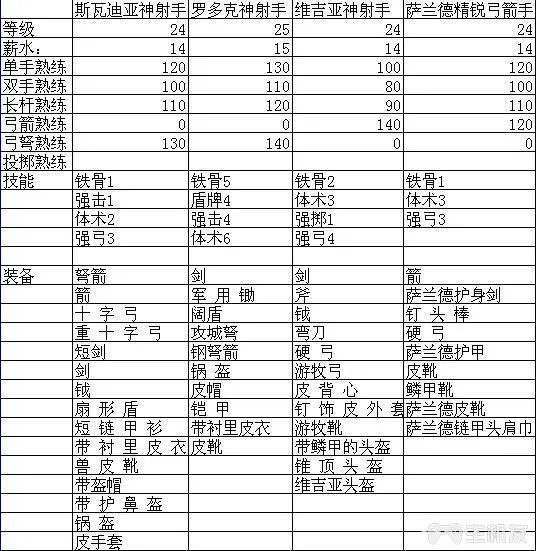 斯瓦迪亚神射手 罗多克神射手 维吉亚神射手 萨兰德精锐弓箭手
等级 24 25 24 24
薪水： 14 15 14 14
单手熟练 120 130 100 120
双手熟练 100 110 80 100
长杆熟练 110 120 90 110
弓箭熟练 0 0 140 120
弓弩熟练 130 140 0 0
投掷熟练
技能 铁骨1 铁骨5 铁骨2 铁骨1
强击1 盾牌4 体术3 体术3
体术2 强击4 强掷1 强弓3
强弓3 体术6 强弓4
装备 弩箭 剑 剑 箭
箭 军用锄 斧 萨兰德护身剑
十字弓 阔盾 钺 钉头棒
重十字弓 攻城弩 弯刀 硬弓
短剑 钢弩箭 硬弓 萨兰德护甲
剑 锅盔 游牧弓 皮靴
钺 皮帽 皮背心 鳞甲靴
扇形盾 铠甲 钉饰皮外套 萨兰德皮靴
短链甲衫 带衬里皮衣 游牧靴 萨兰德链甲头肩巾
带衬里皮衣 皮靴 带鳞甲的头盔
兽皮靴 锥顶头盔
带盔帽 维吉亚头盔
带护鼻盔
锅盔
皮手套
主机友